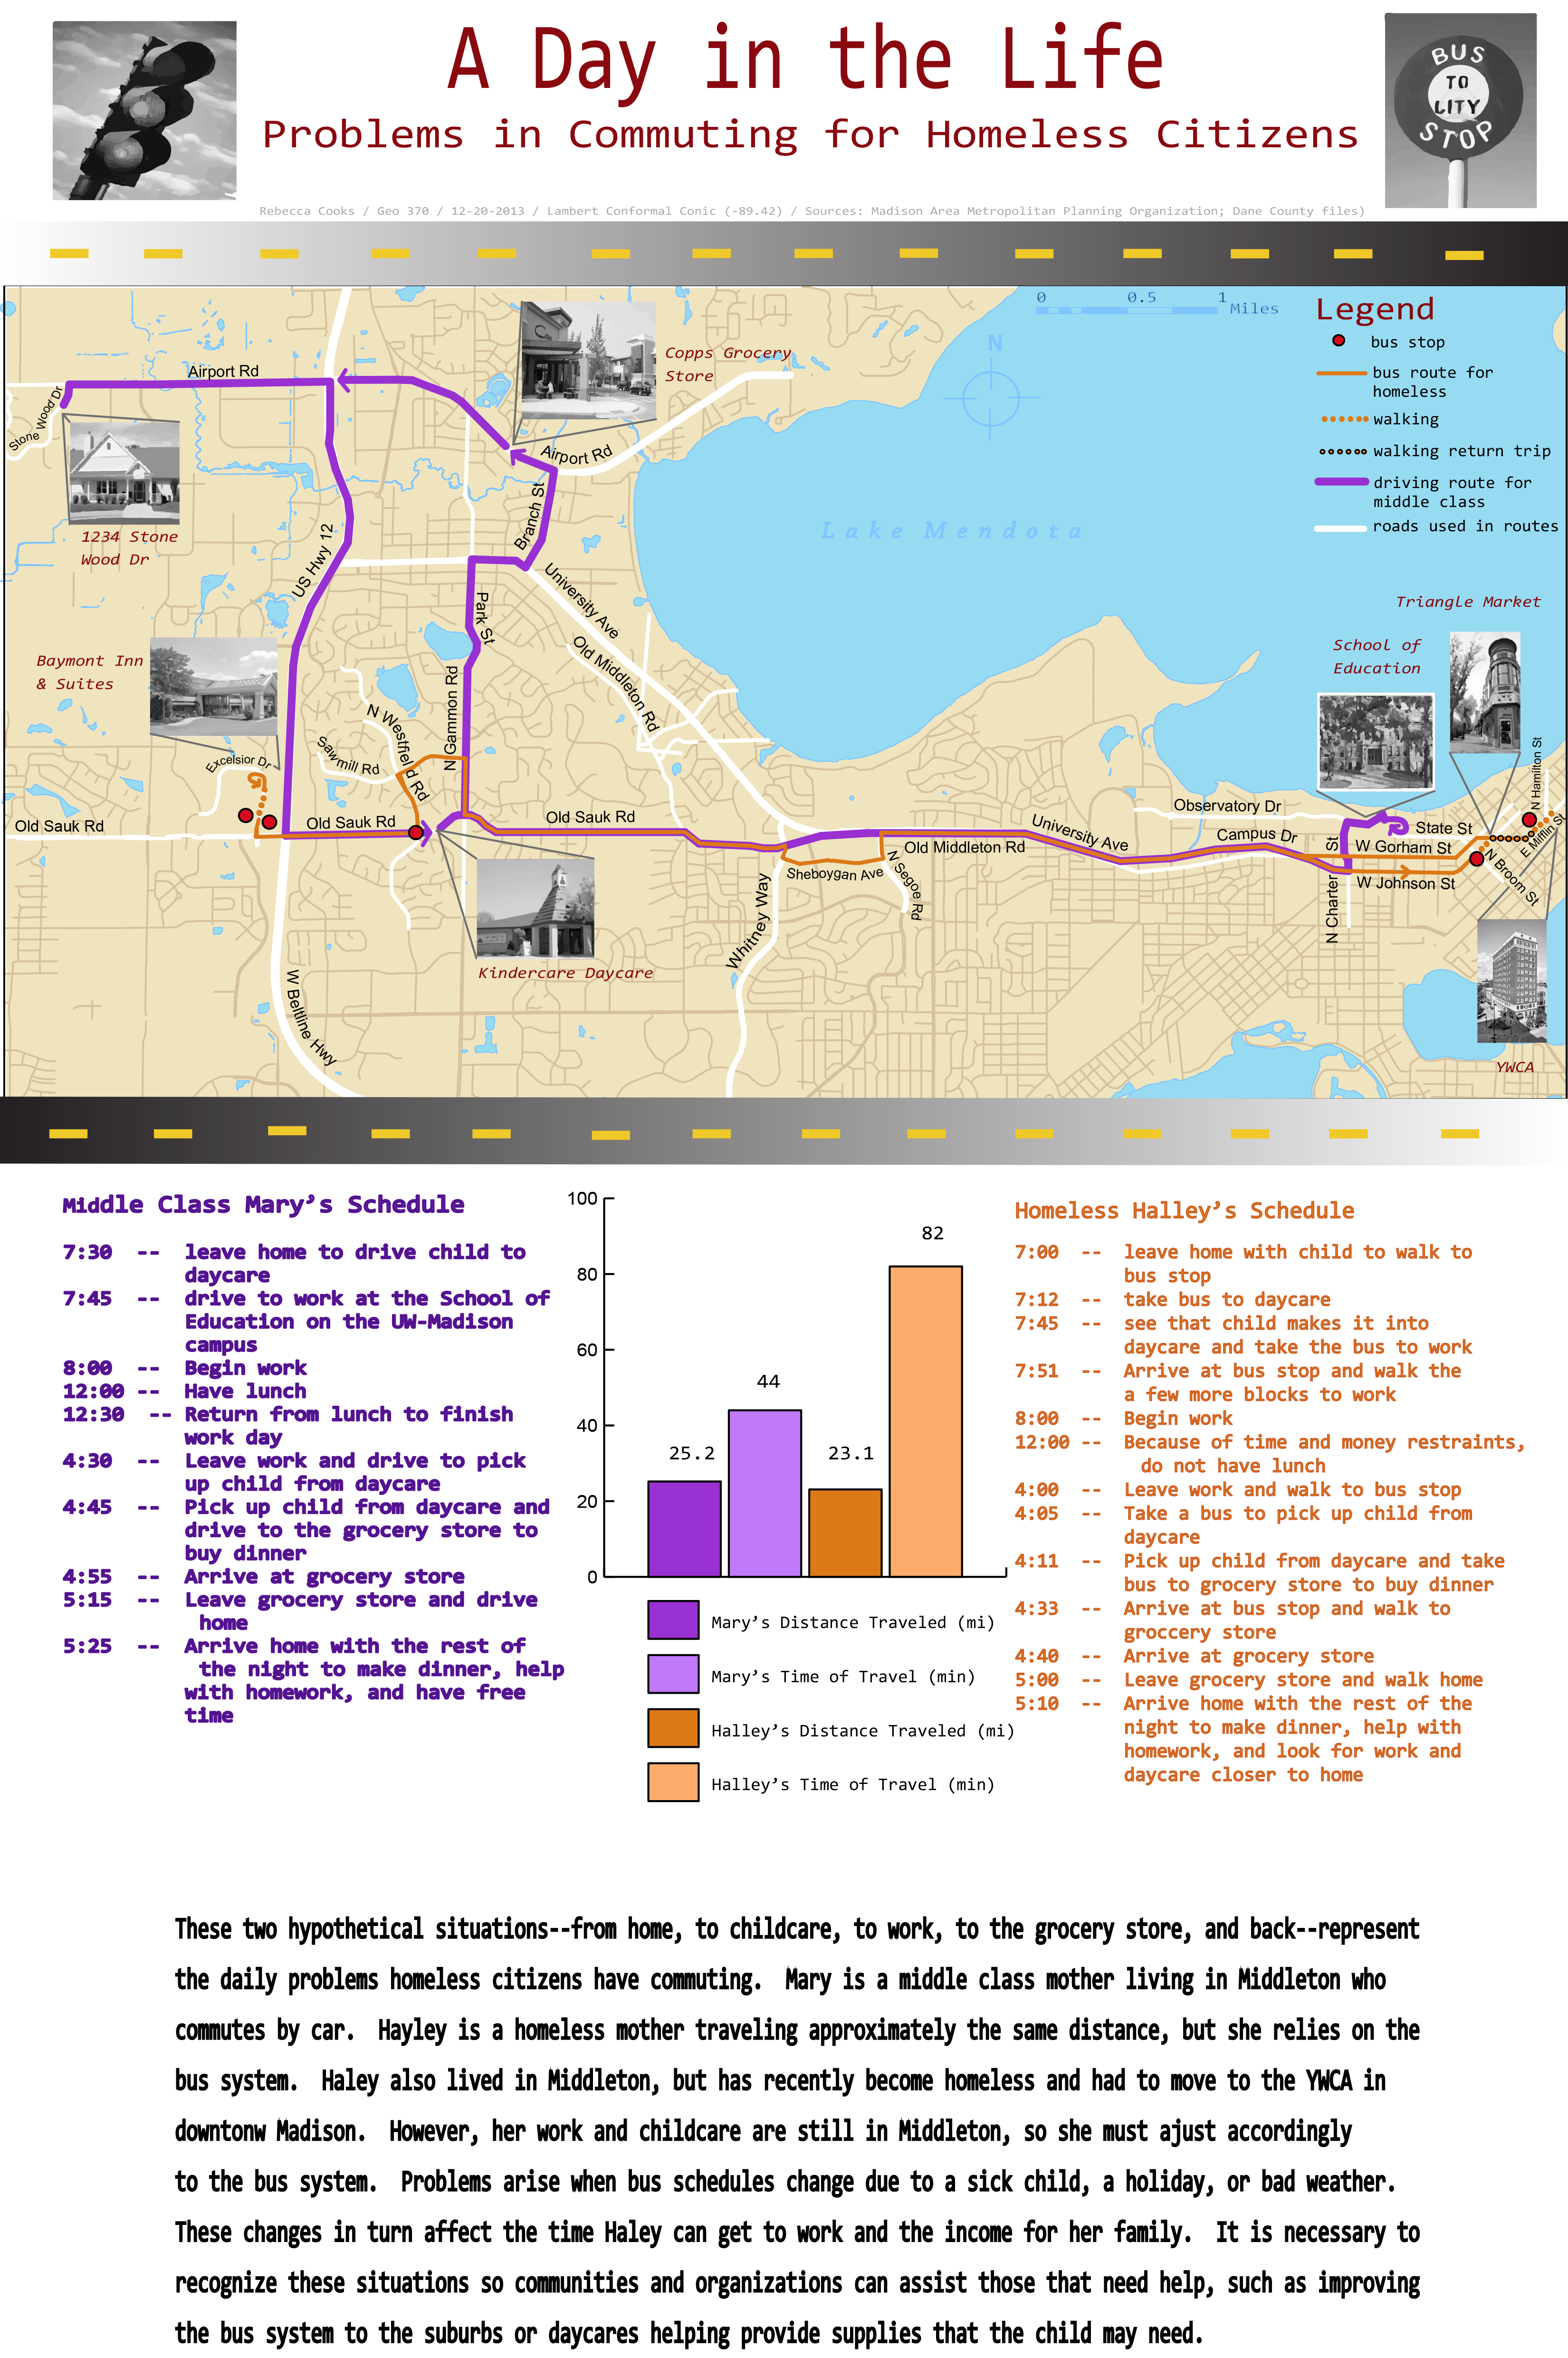 A Day in the Life
Problems in Commuting for Homeless Citizens
BUS
TO
LITY
STOP
Rebecca Cooks / Geo 370 / 12-20-2013 / Lambert Conformal Conic (-89.42) / Sources: Madison Area Metropolitan Planning Organization; Dane County files)
0 0.5 1 Miles
N
Legend
bus stop
bus route for
homeless
walking
walking return trip
driving route for
middle class
roads used in routes
Copps Grocery
Store
Airport Rd
Stone Wood Dr
Airport Rd
1234 Stone
Wood Dr
US Hwy 12
Branch St
Lake Mendota
University Ave
Park St
Old Middleton Rd
Baymont Inn
& Suites
N Westfield Rd
N Gammon Rd
Sawmill Rd
Excelsior Dr
Triangle Market
School of
Education
N Hamilton St
Observatory Dr
Old Sauk Rd
Old Sauk Rd
Old Sauk Rd
University Ave
Campus Dr
State St
E Mifflin St
Old Middleton Rd
W Gorham St
Sheboygan Ave
N Segoe Rd
W Johnson St
N Broom St
N Charter St
Whitney Way
Kindercare Daycare
W Beltline Hwy
YWCA
Middle Class Mary's Schedule
7:30 -- leave home to drive child to
daycare
7:45 -- drive to work at the School of
Education on the UW-Madison
campus
8:00 -- Begin work
12:00 -- Have lunch
12:30 -- Return from lunch to finish
work day
4:30 -- Leave work and drive to pick
up child from daycare
4:45 -- Pick up child from daycare and
drive to the grocery store to
buy dinner
4:55 -- Arrive at grocery store
5:15 -- Leave grocery store and drive
home
5:25 -- Arrive home with the rest of
the night to make dinner, help
with homework, and have free
time
100
80
60
40
20
0
25.2
44
23.1
82
Mary's Distance Traveled (mi)
Mary's Time of Travel (min)
Halley's Distance Traveled (mi)
Halley's Time of Travel (min)
Homeless Halley's Schedule
7:00 -- leave home with child to walk to
bus stop
7:12 -- take bus to daycare
7:45 -- see that child makes it into
daycare and take the bus to work
7:51 -- Arrive at bus stop and walk the
a few more blocks to work
8:00 -- Begin work
12:00 -- Because of time and money restraints,
do not have lunch
4:00 -- Leave work and walk to bus stop
4:05 -- Take a bus to pick up child from
daycare
4:11 -- Pick up child from daycare and take
bus to grocery store to buy dinner
4:33 -- Arrive at bus stop and walk to
groccery store
4:40 -- Arrive at grocery store
5:00 -- Leave grocery store and walk home
5:10 -- Arrive home with the rest of the
night to make dinner, help with
homework, and look for work and
daycare closer to home
These two hypothetical situations--from home, to childcare, to work, to the grocery store, and back--represent
the daily problems homeless citizens have commuting. Mary is a middle class mother living in Middleton who
commutes by car. Hayley is a homeless mother traveling approximately the same distance, but she relies on the
bus system. Haley also lived in Middleton, but has recently become homeless and had to move to the YWCA in
downtonw Madison. However, her work and childcare are still in Middleton, so she must ajust accordingly
to the bus system. Problems arise when bus schedules change due to a sick child, a holiday, or bad weather.
These changes in turn affect the time Haley can get to work and the income for her family. It is necessary to
recognize these situations so communities and organizations can assist those that need help, such as improving
the bus system to the suburbs or daycares helping provide supplies that the child may need.